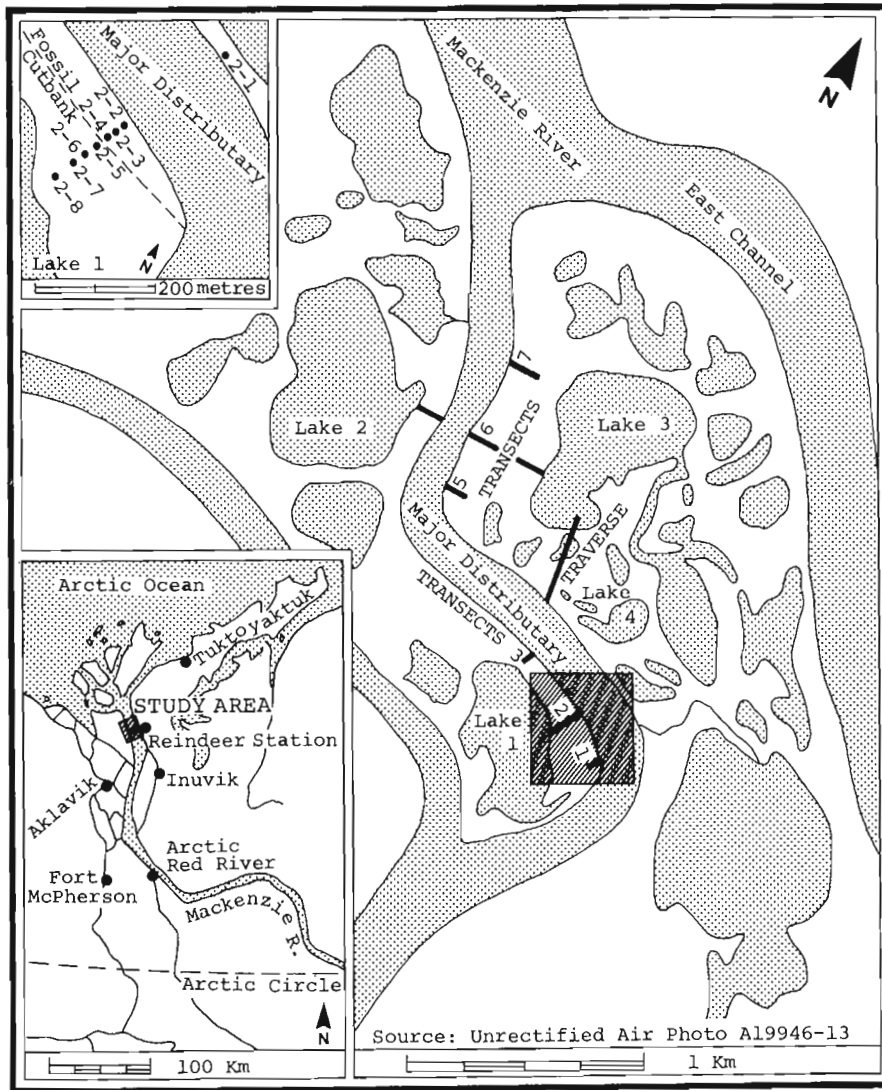 Major Distributary
Fossil
Cutbank
2-1
2-2
2-3
2-4
2-5
2-6
2-7
2-8
Lake 1
N
200 metres
Mackenzie River
East Channel
N
Lake 2
Lake 3
7
6
5
TRANSECTS
Major Distributary
TRAVERSE
Lake
4
TRANSECTS
3
Lake
1
2
1
Arctic Ocean
Tuktoyaktuk
STUDY AREA
Reindeer Station
Inuvik
Aklavik
Arctic
Red River
Fort
McPherson
Mackenzie R.
Arctic Circle
N
100 Km
Source: Unrectified Air Photo A19946-13
1 Km